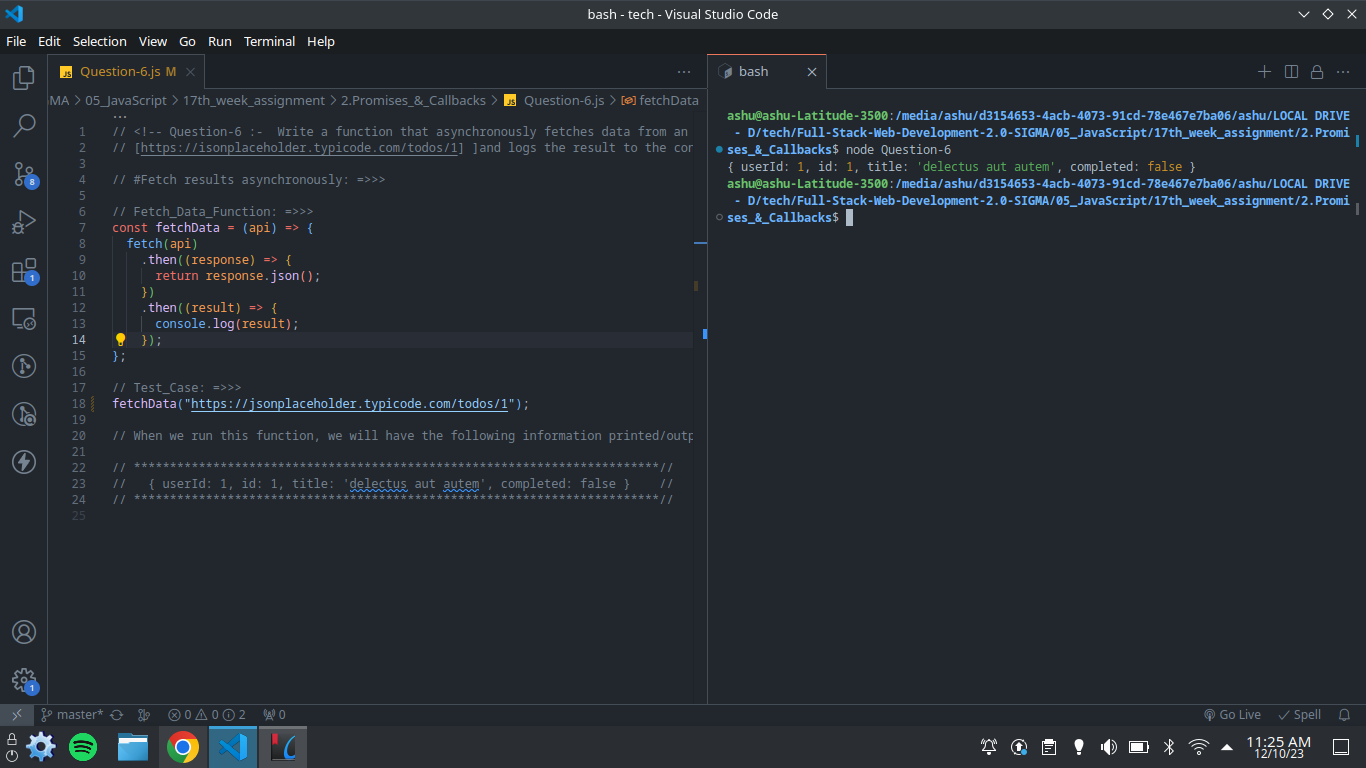 bash - tech - Visual Studio Code
File Edit Selection View Go Run Terminal Help
Question-6.js M
bash
MA > 05_JavaScript > 17th_week_assignment > 2.Promises_&_Callbacks > Question-6.js > fetchData
...
1 // <!-- Question-6 :-  Write a function that asynchronously fetches data from an
2 // [https://jsonplaceholder.typicode.com/todos/1] ]and logs the result to the con
3
4 // #Fetch results asynchronously: =>>>
5
6 // Fetch_Data_Function: =>>>
7 const fetchData = (api) => {
8 fetch(api)
9 .then((response) => {
10 return response.json();
11 })
12 .then((result) => {
13 console.log(result);
14 });
15 };
16
17 // Test_Case: =>>>
18 fetchData("https://jsonplaceholder.typicode.com/todos/1");
19
20 // When we run this function, we will have the following information printed/outp
21
22 // *************************************************************************//
23 //   { userId: 1, id: 1, title: 'delectus aut autem', completed: false }    //
24 // *************************************************************************//
25
ashu@ashu-Latitude-3500:/media/ashu/d3154653-4acb-4073-91cd-78e467e7ba06/ashu/LOCAL DRIVE
- D/tech/Full-Stack-Web-Development-2.0-SIGMA/05_JavaScript/17th_week_assignment/2.Promi
ses_&_Callbacks$ node Question-6
{ userId: 1, id: 1, title: 'delectus aut autem', completed: false }
ashu@ashu-Latitude-3500:/media/ashu/d3154653-4acb-4073-91cd-78e467e7ba06/ashu/LOCAL DRIVE
- D/tech/Full-Stack-Web-Development-2.0-SIGMA/05_JavaScript/17th_week_assignment/2.Promi
ses_&_Callbacks$
8
1
1
master* 0 0 2 0 Go Live Spell
11:25 AM
12/10/23